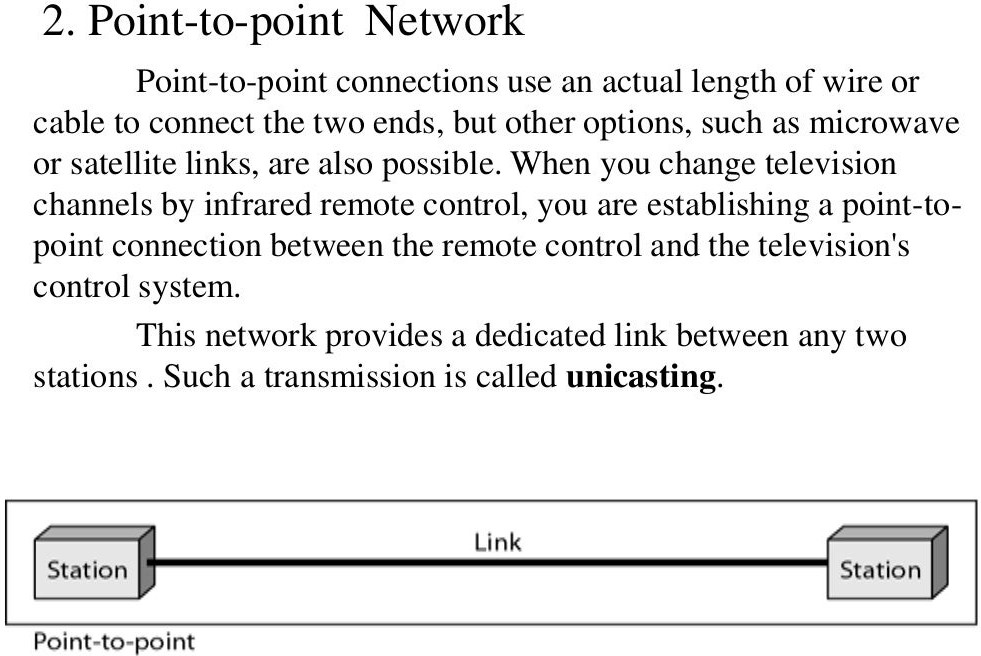 2. Point-to-point Network
Point-to-point connections use an actual length of wire or
cable to connect the two ends, but other options, such as microwave
or satellite links, are also possible. When you change television
channels by infrared remote control, you are establishing a point-to-
point connection between the remote control and the television's
control system.
This network provides a dedicated link between any two
stations . Such a transmission is called unicasting.
Link
Station
Station
Point-to-point